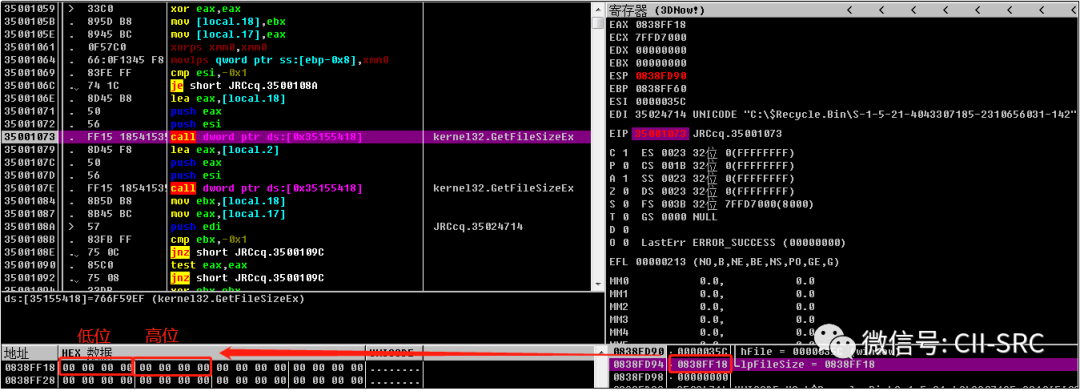 35001059 > 33C0 xor eax,eax
3500105B . 895D B8 mov [local.18],ebx
3500105E . 8945 BC mov [local.17],eax
35001061 . 0F57C0 xorps xmm0,xmm0
35001064 . 66:0F1345 F8 movlps qword ptr ss:[ebp-0x8],xmm0
35001069 . 83FE FF cmp esi,-0x1
3500106C .ˬ 74 1C je short JRCcq.3500108A
3500106E . 8D45 B8 lea eax,[local.18]
35001071 . 50 push eax
35001072 . 56 push esi
35001073 . FF15 18541535 call dword ptr ds:[0x35155418] kernel32.GetFileSizeEx
35001079 . 8D45 F8 lea eax,[local.2]
3500107C . 50 push eax
3500107D . 56 push esi
3500107E . FF15 18541535 call dword ptr ds:[0x35155418] kernel32.GetFileSizeEx
35001084 . 8B5D B8 mov ebx,[local.18]
35001087 . 8B45 BC mov eax,[local.17]
3500108A > 57 push edi JRCcq.35024714
3500108B . 83FB FF cmp ebx,-0x1
3500108E .ˬ 75 0C jnz short JRCcq.3500109C
35001090 . 85C0 test eax,eax
35001092 .ˬ 75 08 jnz short JRCcq.3500109C
ds:[35155418]=766F59EF (kernel32.GetFileSizeEx)
低位 高位
地址 HEX 数据 UNICODE
0838FF18 00 00 00 00 00 00 00 00 00 00 00 00 00 00 00 00 ........
0838FF28 00 00 00 00 00 00 00 00 00 00 00 00 00 00 00 00 ........
寄存器 (3DNow!) < < < < < < <
EAX 0838FF18
ECX 7FFD7000
EDX 00000000
EBX 00000000
ESP 0838FD90
EBP 0838FF60
ESI 0000035C
EDI 35024714 UNICODE "C:\$Recycle.Bin\S-1-5-21-4043307185-2310656031-142"
EIP 35001073 JRCcq.35001073
C 1 ES 0023 32位 0(FFFFFFFF)
P 0 CS 001B 32位 0(FFFFFFFF)
A 1 SS 0023 32位 0(FFFFFFFF)
Z 0 DS 0023 32位 0(FFFFFFFF)
S 0 FS 003B 32位 7FFD7000(8000)
T 0 GS 0000 NULL
D 0
O 0 LastErr ERROR_SUCCESS (00000000)
EFL 00000213 (NO,B,NE,BE,NS,PO,GE,G)
MM0 0.0, 0.0
MM1 0.0, 0.0
MM2 0.0, 0.0
MM3 0.0, 0.0
MM4 0.0, 0.0
微信号: CII-SRC
0838FD90 0000035C hFile = 0000035C
0838FD94 0838FF18 lpFileSize = 0838FF18
0838FD98 00000000